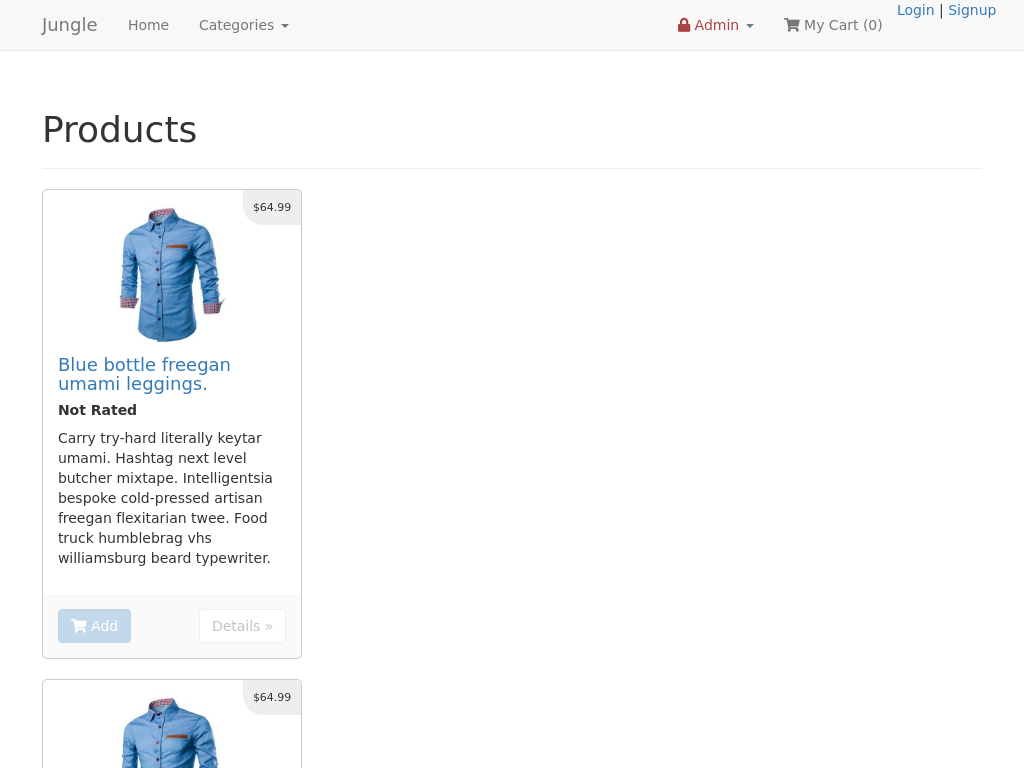 Jungle Home Categories Admin My Cart (0) Login | Signup
Products
$64.99
Blue bottle freegan
umami leggings.
Not Rated
Carry try-hard literally keytar
umami. Hashtag next level
butcher mixtape. Intelligentsia
bespoke cold-pressed artisan
freegan flexitarian twee. Food
truck humblebrag vhs
williamsburg beard typewriter.
Add Details »
$64.99